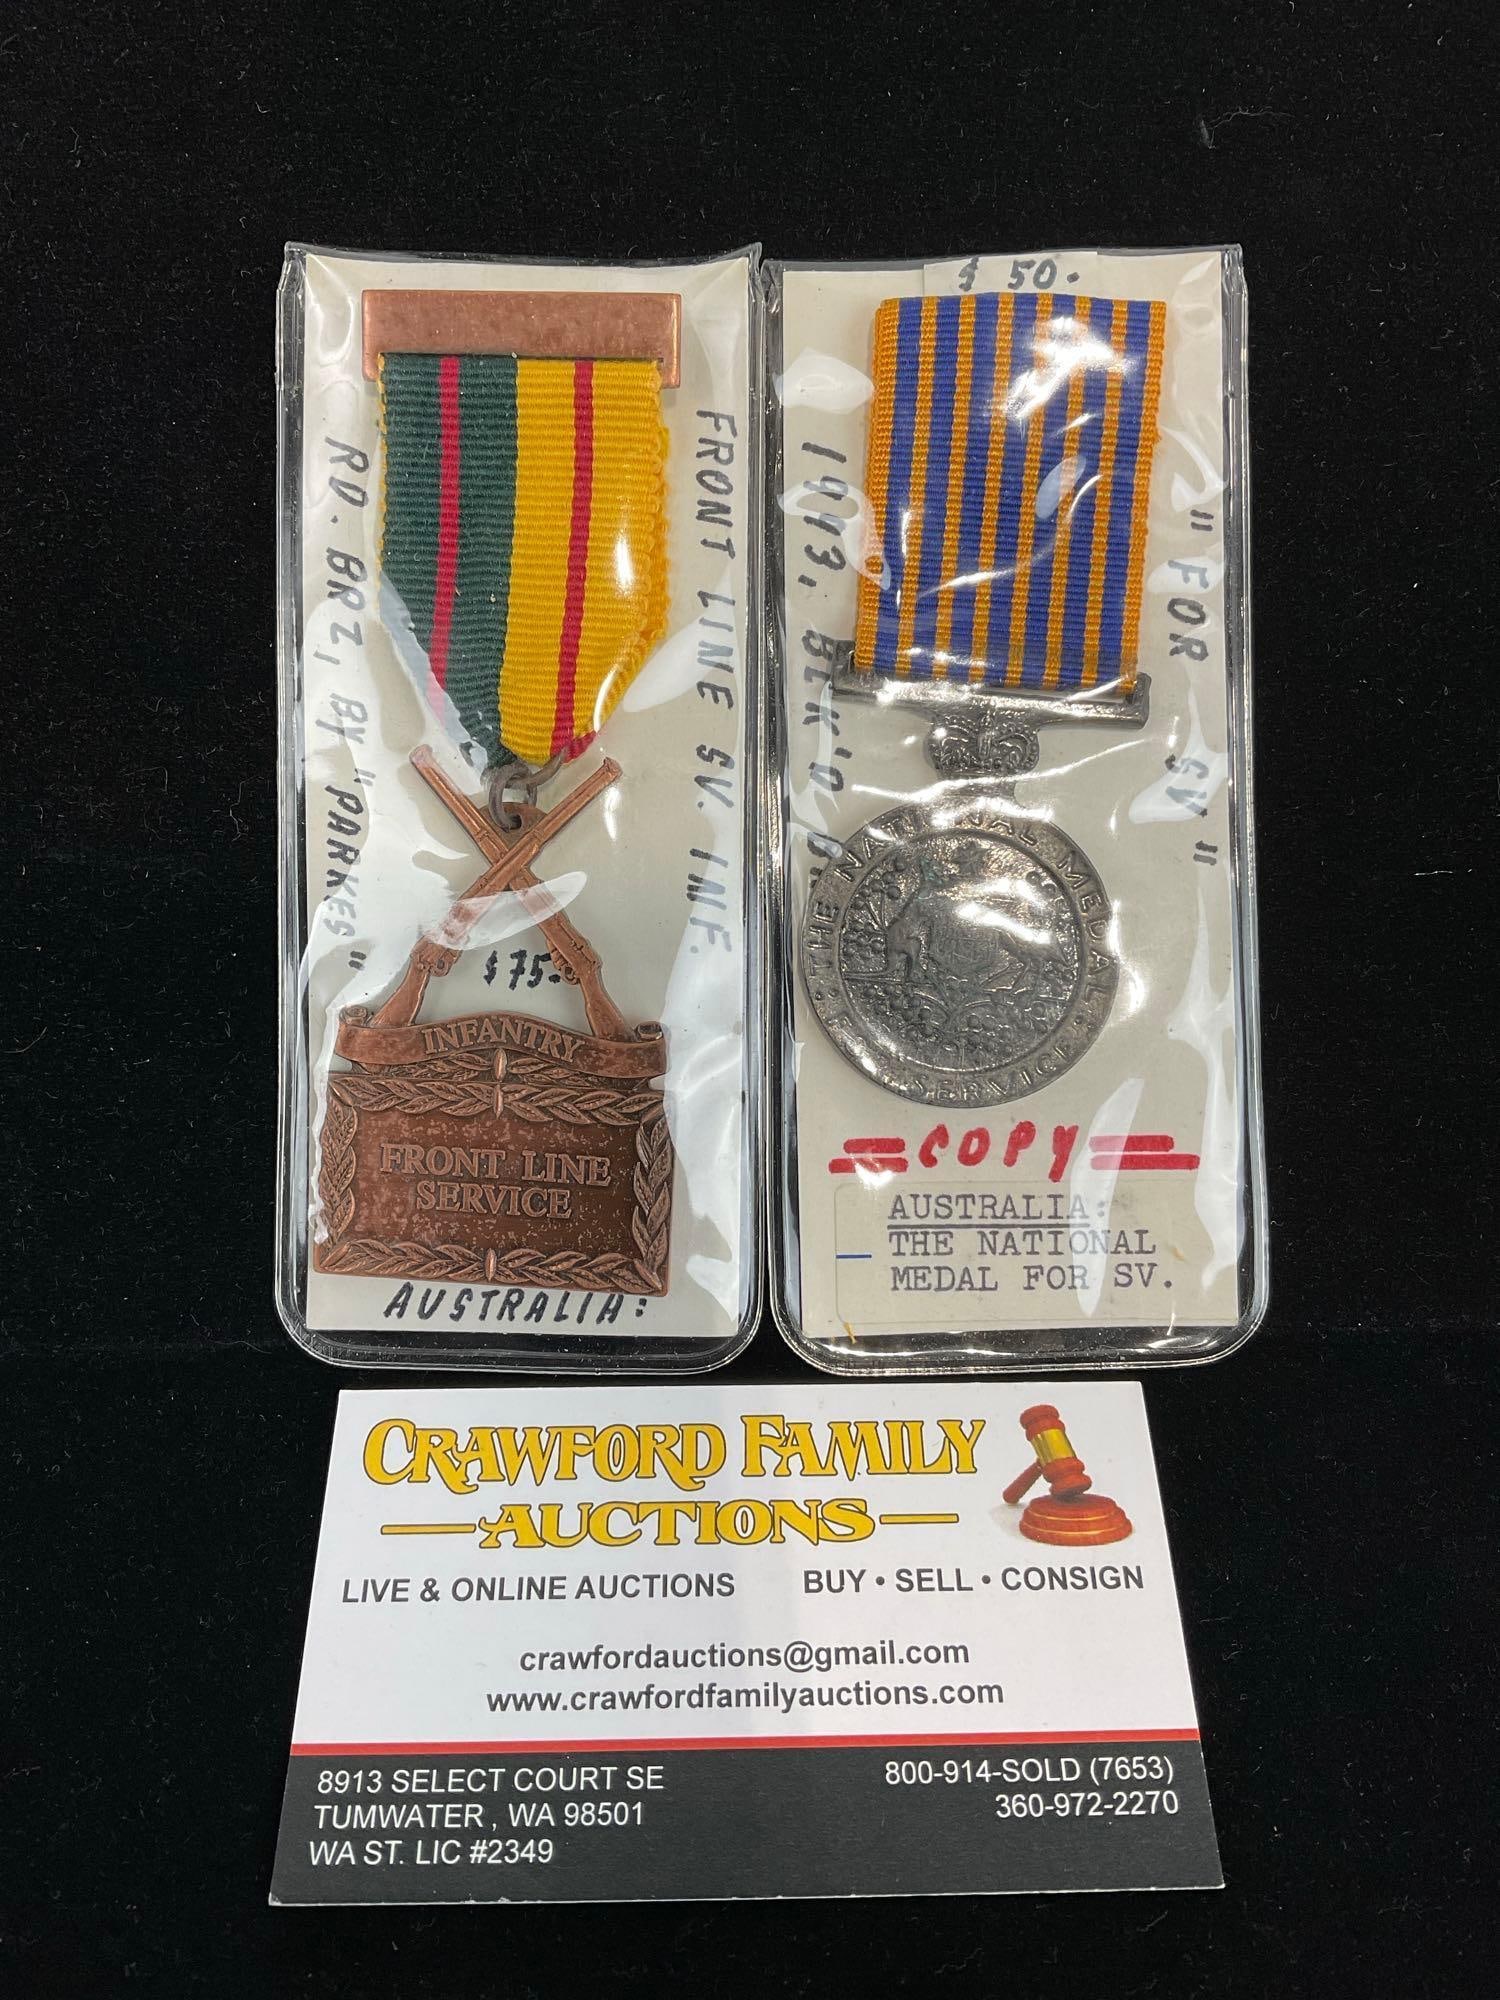 FRONT LINE SV. INF.
RD. BRZ, BY "PARKES"
$75.
INFANTRY
FRONT LINE
SERVICE
AUSTRALIA:
$ 50.
"FOR SV"
BLK'D
THE NATIONAL MEDAL
FOR SERVICE
COPY
AUSTRALIA:
THE NATIONAL
MEDAL FOR SV.
CRAWFORD FAMILY
AUCTIONS
LIVE & ONLINE AUCTIONS BUY • SELL • CONSIGN
crawfordauctions@gmail.com
www.crawfordfamilyauctions.com
8913 SELECT COURT SE
TUMWATER, WA 98501
WA ST. LIC #2349
800-914-SOLD (7653)
360-972-2270